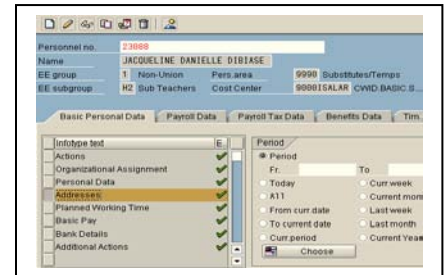 Personnel no. 23088
Name JACQUELINE DANIELLE DIBIASE
EE group 1 Non-Union Pers.area 9990 Substitutes/Temps
EE subgroup H2 Sub Teachers Cost Center 9000ISALAR CWID.BASIC.S...
Basic Personal Data Payroll Data Payroll Tax Data Benefits Data Tim
Infotype text E..
Actions
Organizational Assignment
Personal Data
Addresses
Planned Working Time
Basic Pay
Bank Details
Additional Actions
Period
Period
Fr. To
Today Curr.week
All Current mon
From curr.date Last week
To current date Last month
Curr.period Current Year
Choose